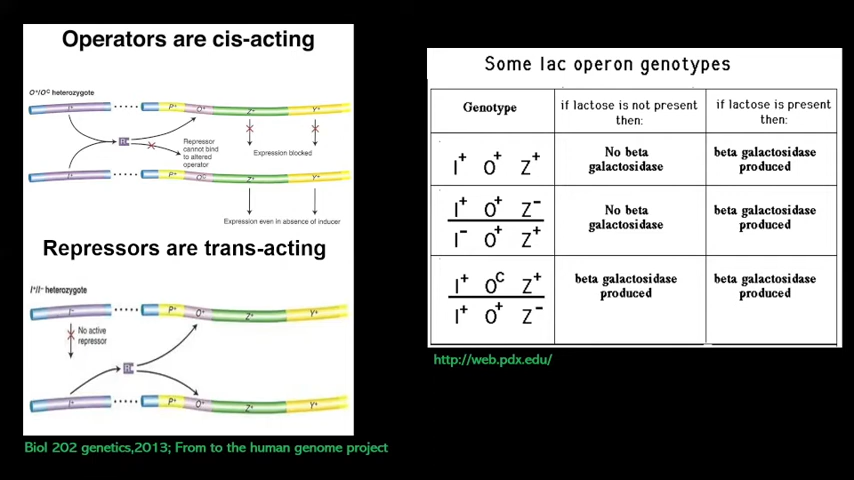 Operators are cis-acting
O⁺/Oᶜ heterozygote
I⁺ P⁺ O⁺ Z⁻ Y⁺
Repressor
cannot bind
to altered
operator
Expression blocked
I⁺ P⁺ Oᶜ Z⁺ Y⁺
Expression even in absence of inducer
Repressors are trans-acting
I⁺/I⁻ heterozygote
I⁻ P⁺ O⁺ Z⁺ Y⁺
No active
repressor
I⁺ P⁺ O⁺ Z⁺ Y⁺
Biol 202 genetics,2013; From to the human genome project
Some lac operon genotypes
Genotype
if lactose is not present
then:
if lactose is present
then:
I⁺ O⁺ Z⁺
No beta
galactosidase
beta galactosidase
produced
I⁺ O⁺ Z⁻
I⁻ O⁺ Z⁺
No beta
galactosidase
beta galactosidase
produced
I⁺ Oᶜ Z⁺
I⁺ O⁺ Z⁻
beta galactosidase
produced
beta galactosidase
produced
http://web.pdx.edu/